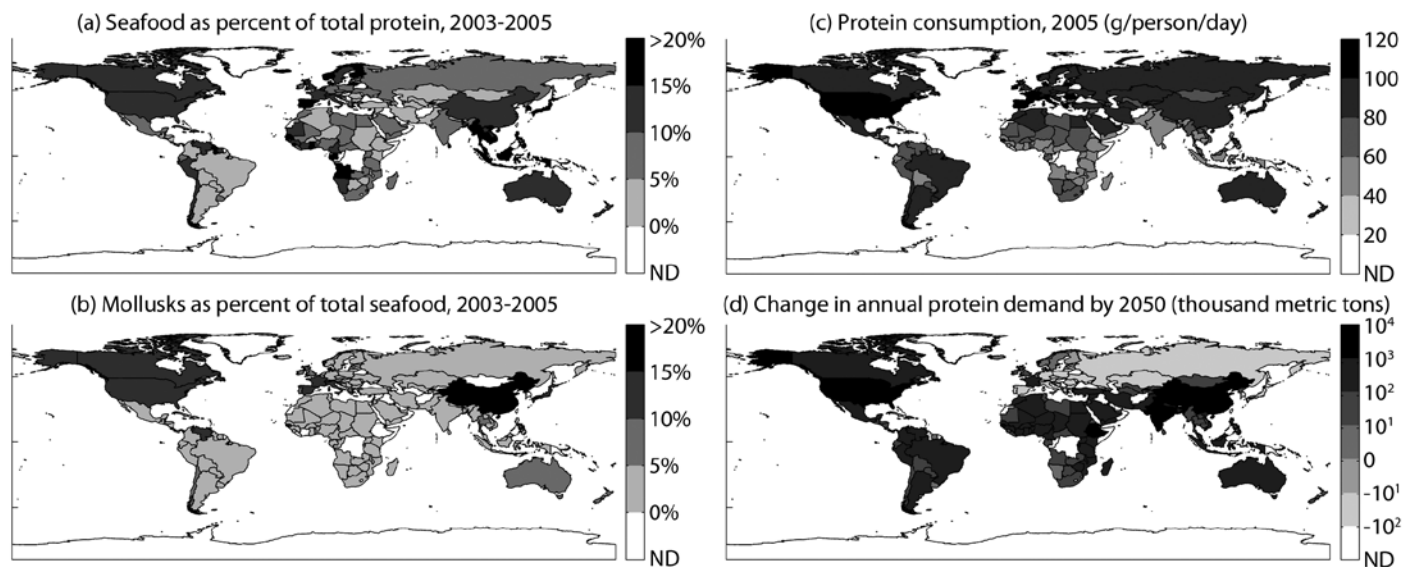 (a) Seafood as percent of total protein, 2003-2005
>20%
15%
10%
5%
0%
ND
(c) Protein consumption, 2005 (g/person/day)
120
100
80
60
40
20
ND
(b) Mollusks as percent of total seafood, 2003-2005
>20%
15%
10%
5%
0%
ND
(d) Change in annual protein demand by 2050 (thousand metric tons)
10⁴
10³
10²
10¹
0
-10¹
-10²
ND